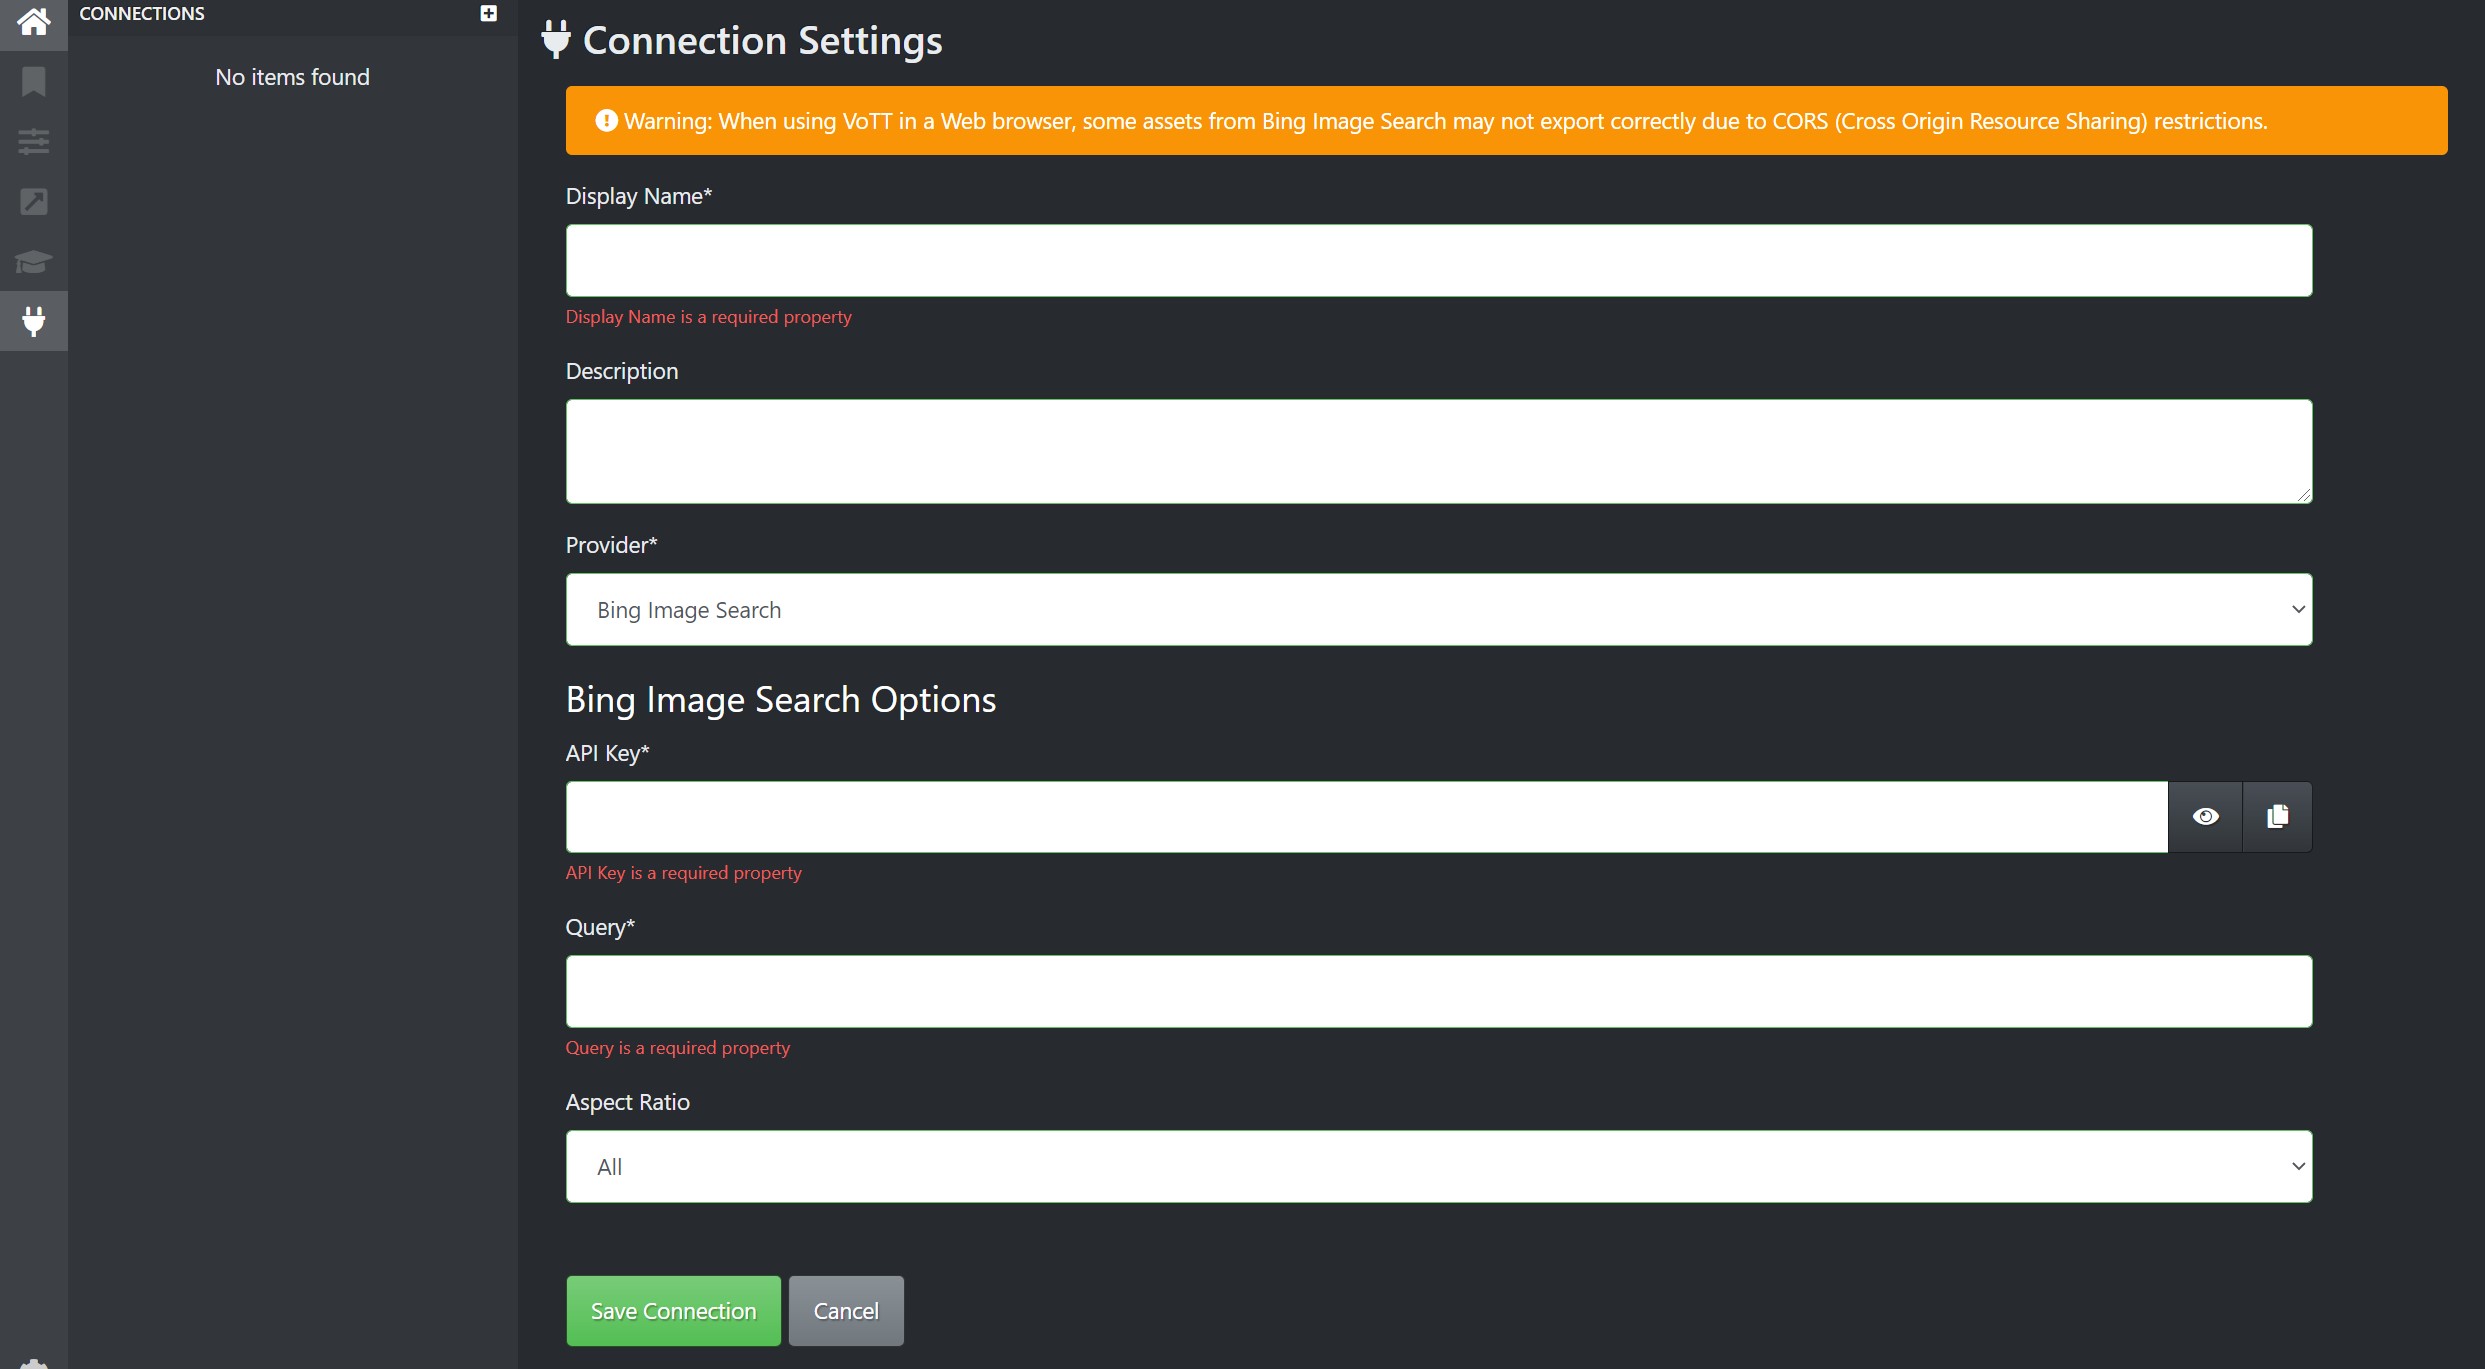 CONNECTIONS
No items found
Connection Settings
Warning: When using VoTT in a Web browser, some assets from Bing Image Search may not export correctly due to CORS (Cross Origin Resource Sharing) restrictions.
Display Name*
Display Name is a required property
Description
Provider*
Bing Image Search
Bing Image Search Options
API Key*
API Key is a required property
Query*
Query is a required property
Aspect Ratio
All
Save Connection
Cancel